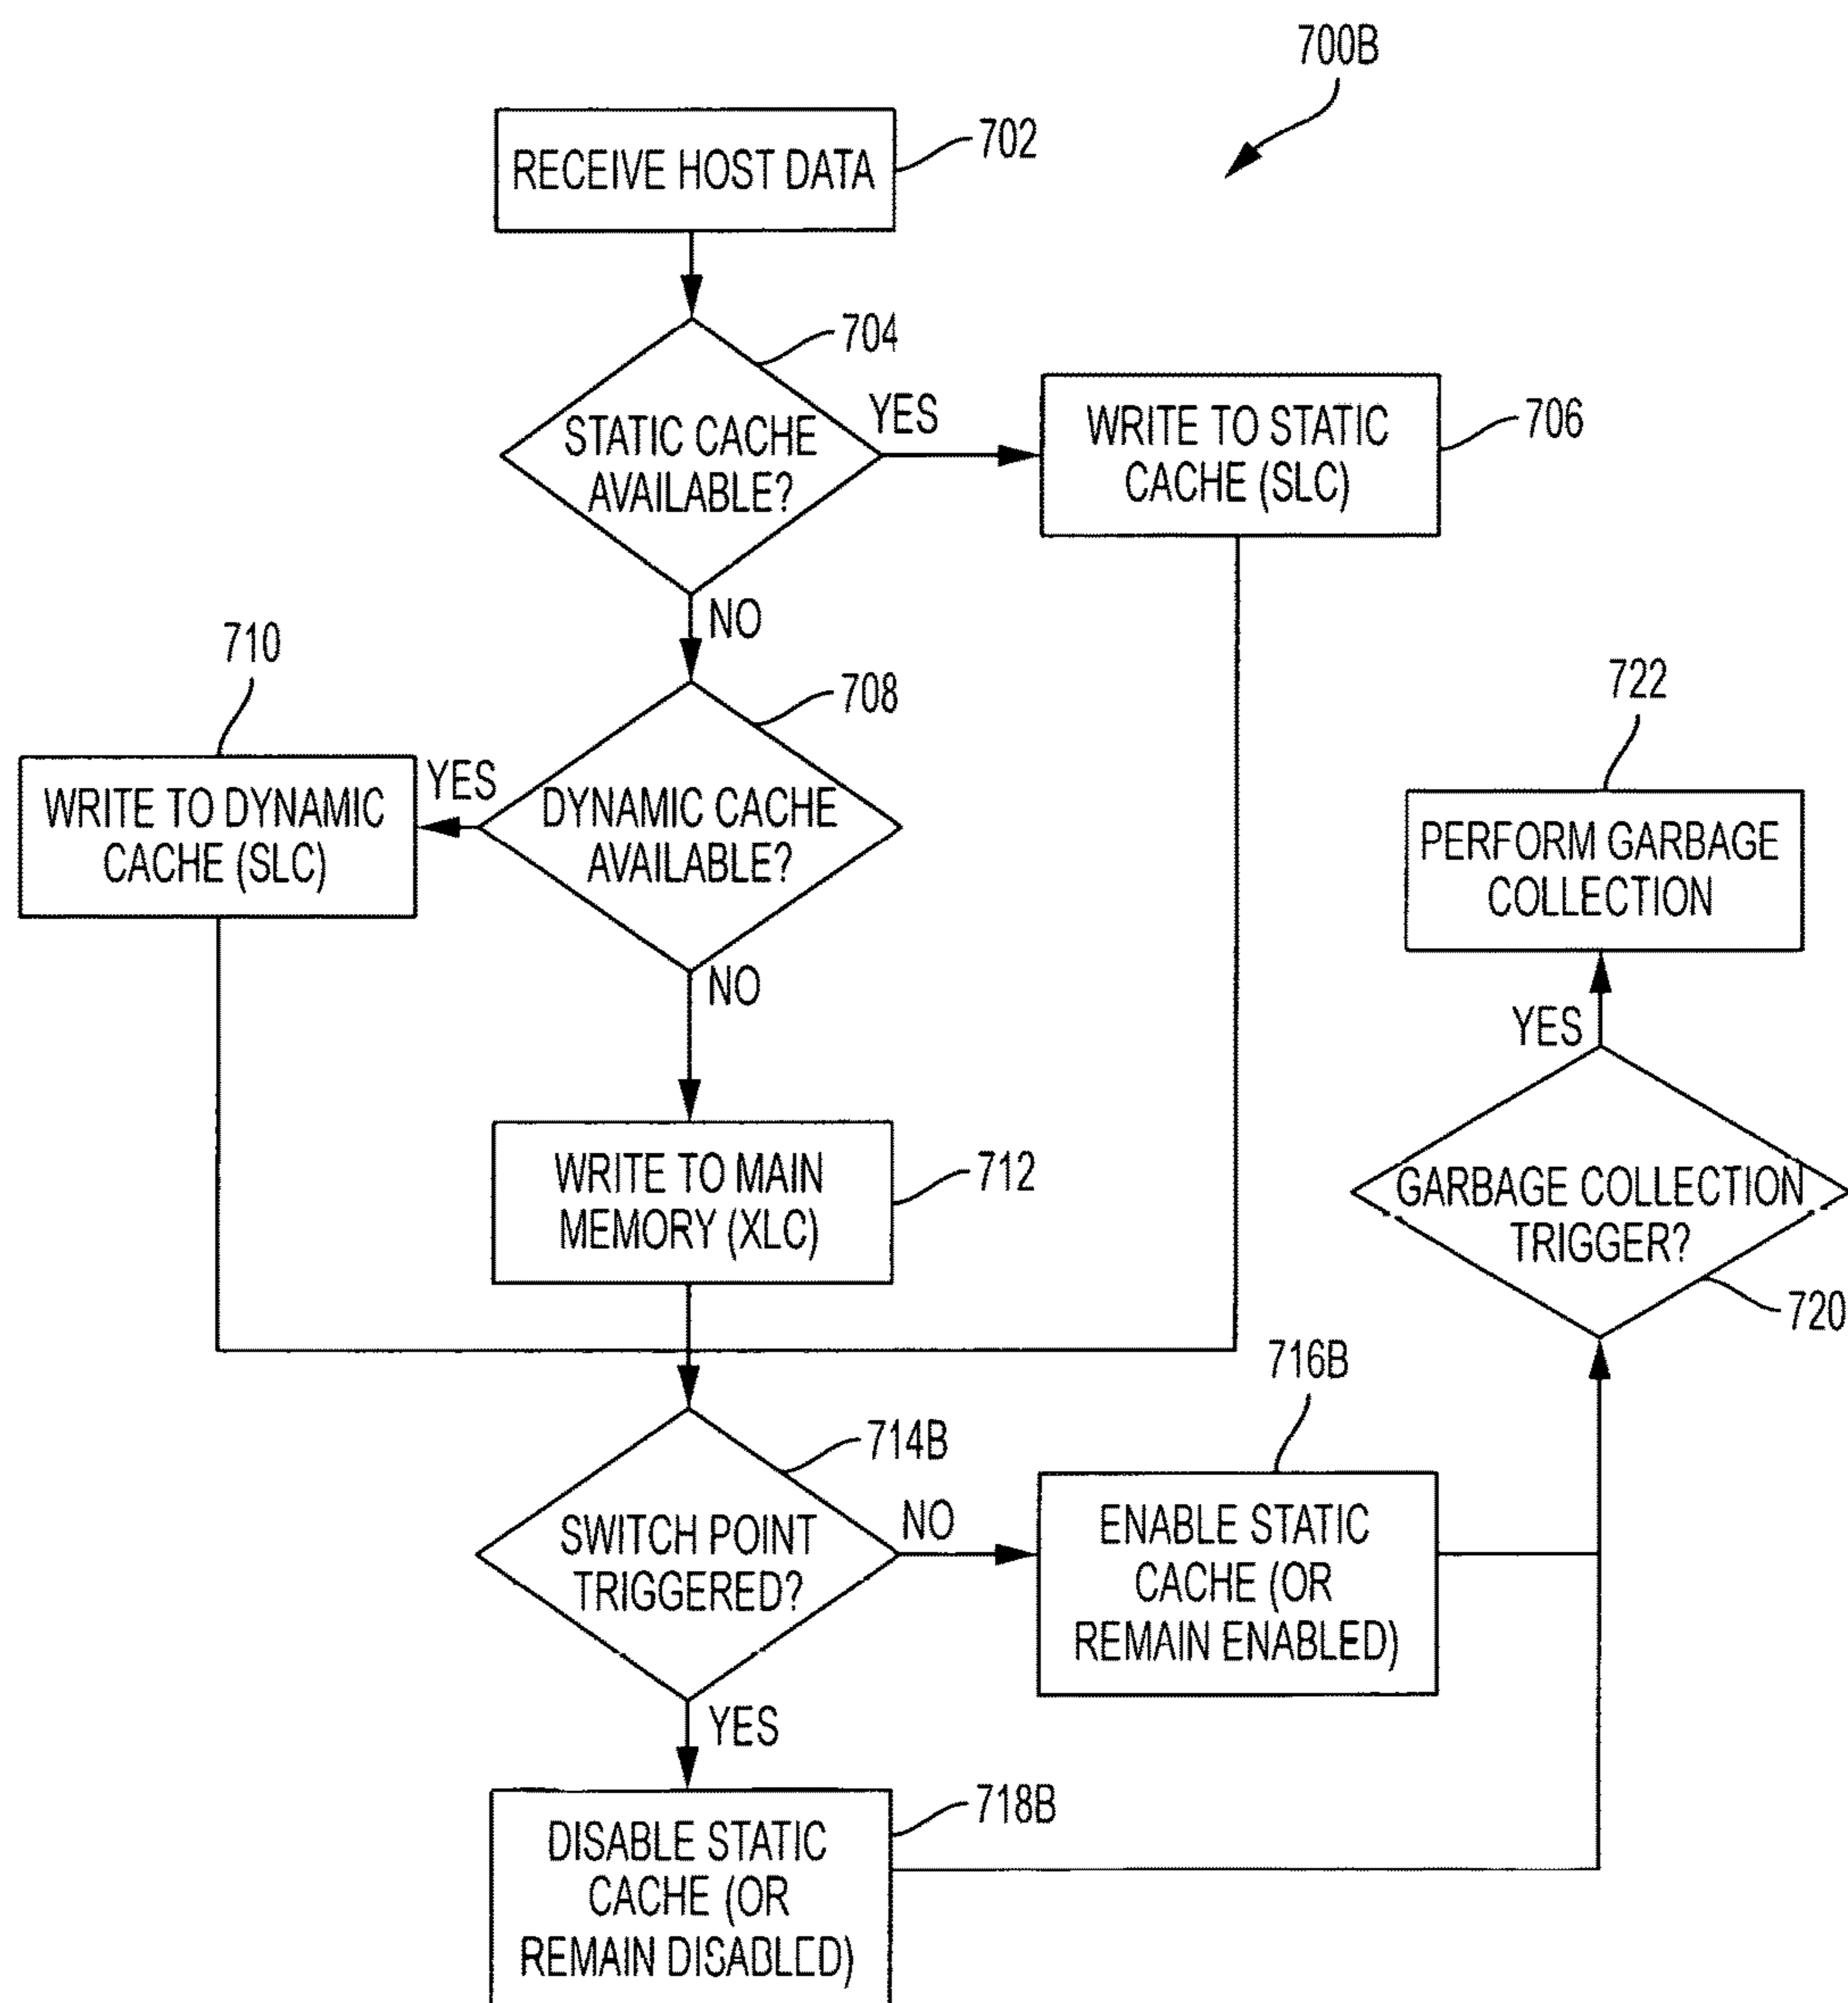 700B
RECEIVE HOST DATA
702
704
STATIC CACHE
AVAILABLE?
YES
WRITE TO STATIC
CACHE (SLC)
706
NO
710
708
WRITE TO DYNAMIC
CACHE (SLC)
YES
DYNAMIC CACHE
AVAILABLE?
NO
722
PERFORM GARBAGE
COLLECTION
YES
WRITE TO MAIN
MEMORY (XLC)
712
GARBAGE COLLECTION
TRIGGER?
720
714B
SWITCH POINT
TRIGGERED?
NO
716B
ENABLE STATIC
CACHE (OR
REMAIN ENABLED)
YES
718B
DISABLE STATIC
CACHE (OR
REMAIN DISABLED)